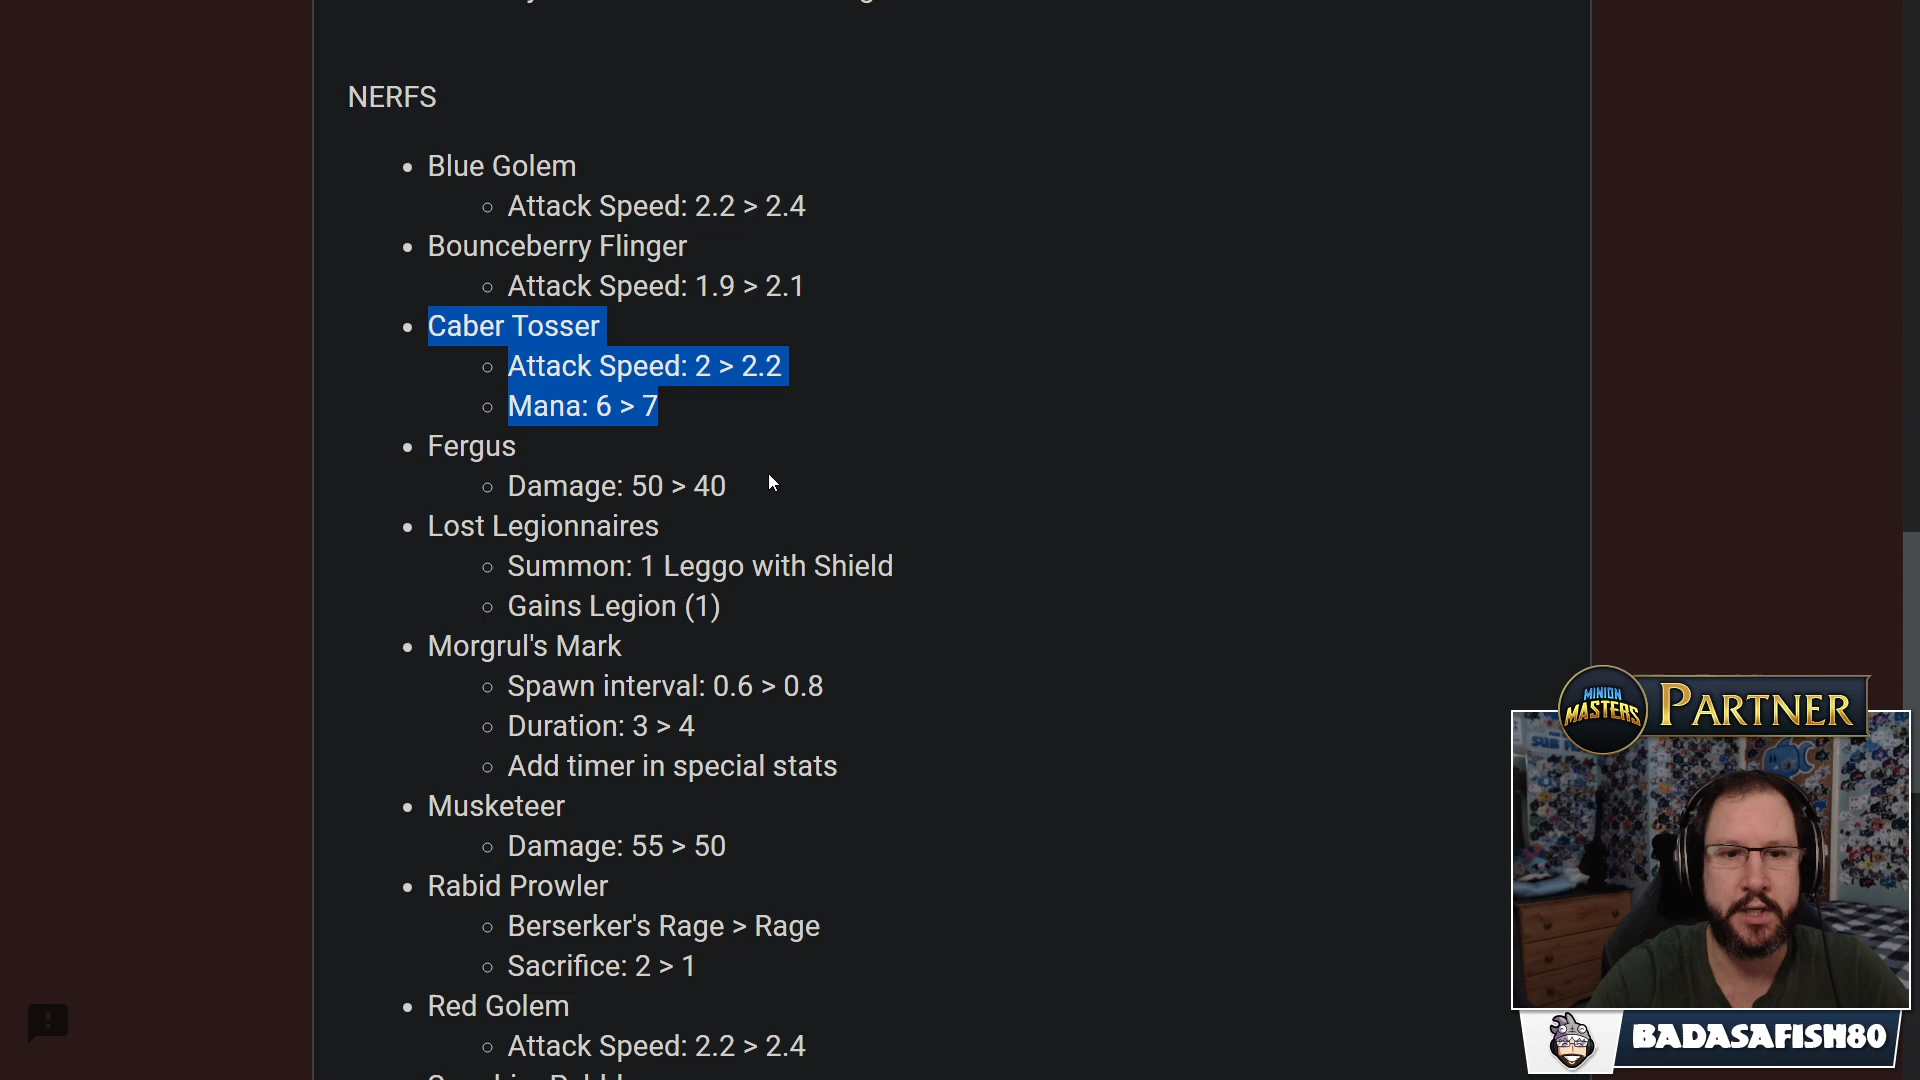 NERFS
Blue Golem
Attack Speed: 2.2 > 2.4
Bounceberry Flinger
Attack Speed: 1.9 > 2.1
Caber Tosser
Attack Speed: 2 > 2.2
Mana: 6 > 7
Fergus
Damage: 50 > 40
Lost Legionnaires
Summon: 1 Leggo with Shield
Gains Legion (1)
Morgrul's Mark
Spawn interval: 0.6 > 0.8
Duration: 3 > 4
Add timer in special stats
Musketeer
Damage: 55 > 50
Rabid Prowler
Berserker's Rage > Rage
Sacrifice: 2 > 1
Red Golem
Attack Speed: 2.2 > 2.4
MINION
MASTERS
PARTNER
SUB
BADASAFISH80